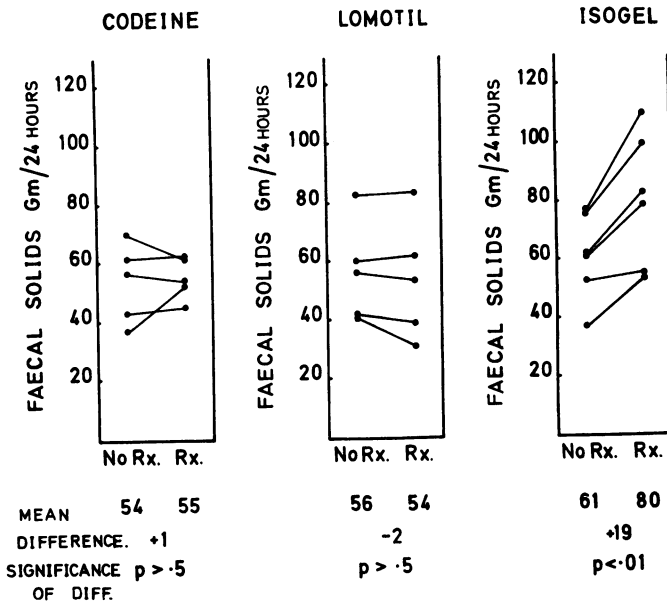 CODEINE LOMOTIL ISOGEL
FAECAL SOLIDS Gm/24 HOURS
120
100
80
60
40
20
No Rx. Rx.
FAECAL SOLIDS Gm/24 HOURS
120
100
80
60
40
20
No Rx. Rx.
FAECAL SOLIDS Gm/24 HOURS
120
100
80
60
40
20
No Rx. Rx.
MEAN 54 55 56 54 61 80
DIFFERENCE. +1 -2 +19
SIGNIFICANCE p > ·5 p > ·5 p<·01
OF DIFF.